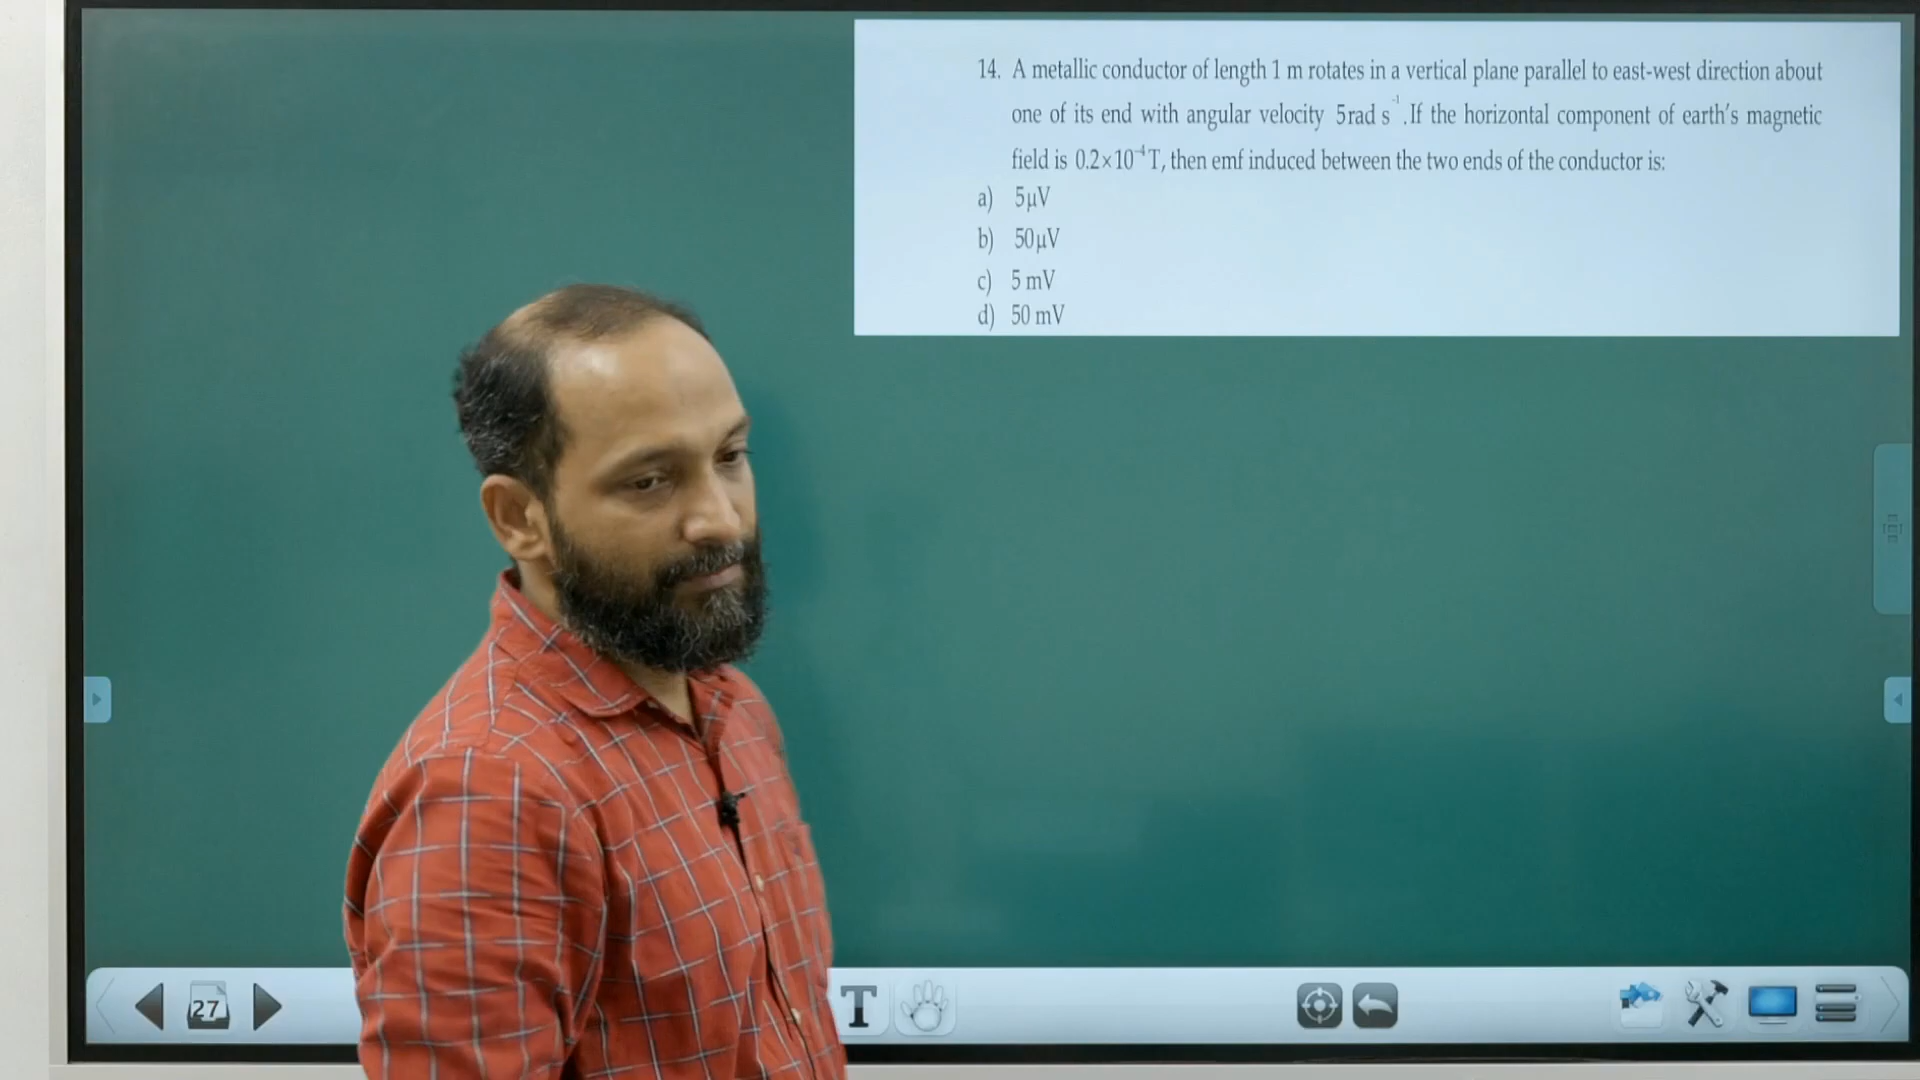 14. A metallic conductor of length 1 m rotates in a vertical plane parallel to east-west direction about
one of its end with angular velocity 5 rad s⁻¹. If the horizontal component of earth's magnetic
field is 0.2×10⁻⁴T, then emf induced between the two ends of the conductor is:
a) 5μV
b) 50μV
c) 5 mV
d) 50 mV
27 T